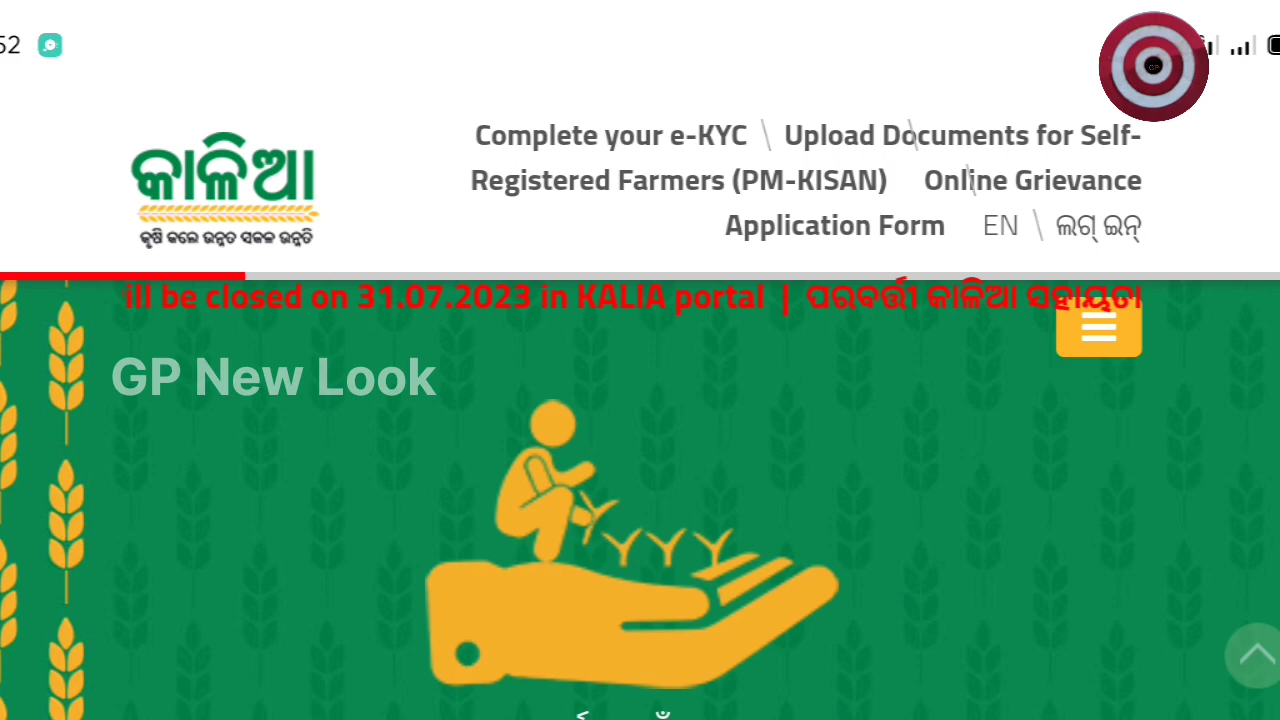 52
GP
Complete your e-KYC \ Upload Documents for Self-
Registered Farmers (PM-KISAN) \ Online Grievance
Application Form EN \ ଲଗ୍ ଇନ୍
କାଳିଆ
କୃଷି କଲେ ଉନ୍ନତ ସକଳ ଉନ୍ନତି
ill be closed on 31.07.2023 in KALIA portal | ପରବର୍ତ୍ତୀ କାଳିଆ ସହାୟତା
GP New Look